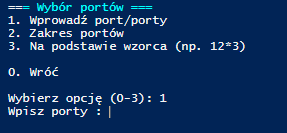 === Wybór portów ===
1. Wprowadź port/porty
2. Zakres portów
3. Na podstawie wzorca (np. 12*3)
0. Wróć
Wybierz opcję (0-3): 1
Wpisz porty :